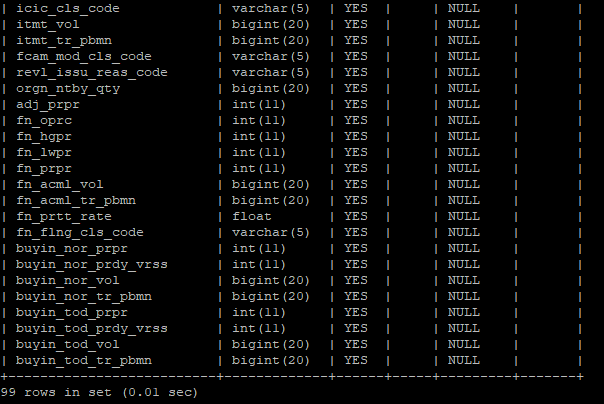 | icic_cls_code          | varchar(5)  | YES  |     | NULL    |       |
| itmt_vol               | bigint(20)  | YES  |     | NULL    |       |
| itmt_tr_pbmn           | bigint(20)  | YES  |     | NULL    |       |
| fcam_mod_cls_code      | varchar(5)  | YES  |     | NULL    |       |
| revl_issu_reas_code    | varchar(5)  | YES  |     | NULL    |       |
| orgn_ntby_qty          | bigint(20)  | YES  |     | NULL    |       |
| adj_prpr               | int(11)     | YES  |     | NULL    |       |
| fn_oprc                | int(11)     | YES  |     | NULL    |       |
| fn_hgpr                | int(11)     | YES  |     | NULL    |       |
| fn_lwpr                | int(11)     | YES  |     | NULL    |       |
| fn_prpr                | int(11)     | YES  |     | NULL    |       |
| fn_acml_vol            | bigint(20)  | YES  |     | NULL    |       |
| fn_acml_tr_pbmn        | bigint(20)  | YES  |     | NULL    |       |
| fn_prtt_rate           | float       | YES  |     | NULL    |       |
| fn_flng_cls_code       | varchar(5)  | YES  |     | NULL    |       |
| buyin_nor_prpr         | int(11)     | YES  |     | NULL    |       |
| buyin_nor_prdy_vrss    | int(11)     | YES  |     | NULL    |       |
| buyin_nor_vol          | bigint(20)  | YES  |     | NULL    |       |
| buyin_nor_tr_pbmn      | bigint(20)  | YES  |     | NULL    |       |
| buyin_tod_prpr         | int(11)     | YES  |     | NULL    |       |
| buyin_tod_prdy_vrss    | int(11)     | YES  |     | NULL    |       |
| buyin_tod_vol          | bigint(20)  | YES  |     | NULL    |       |
| buyin_tod_tr_pbmn      | bigint(20)  | YES  |     | NULL    |       |
+------------------------+-------------+------+-----+---------+-------+
99 rows in set (0.01 sec)